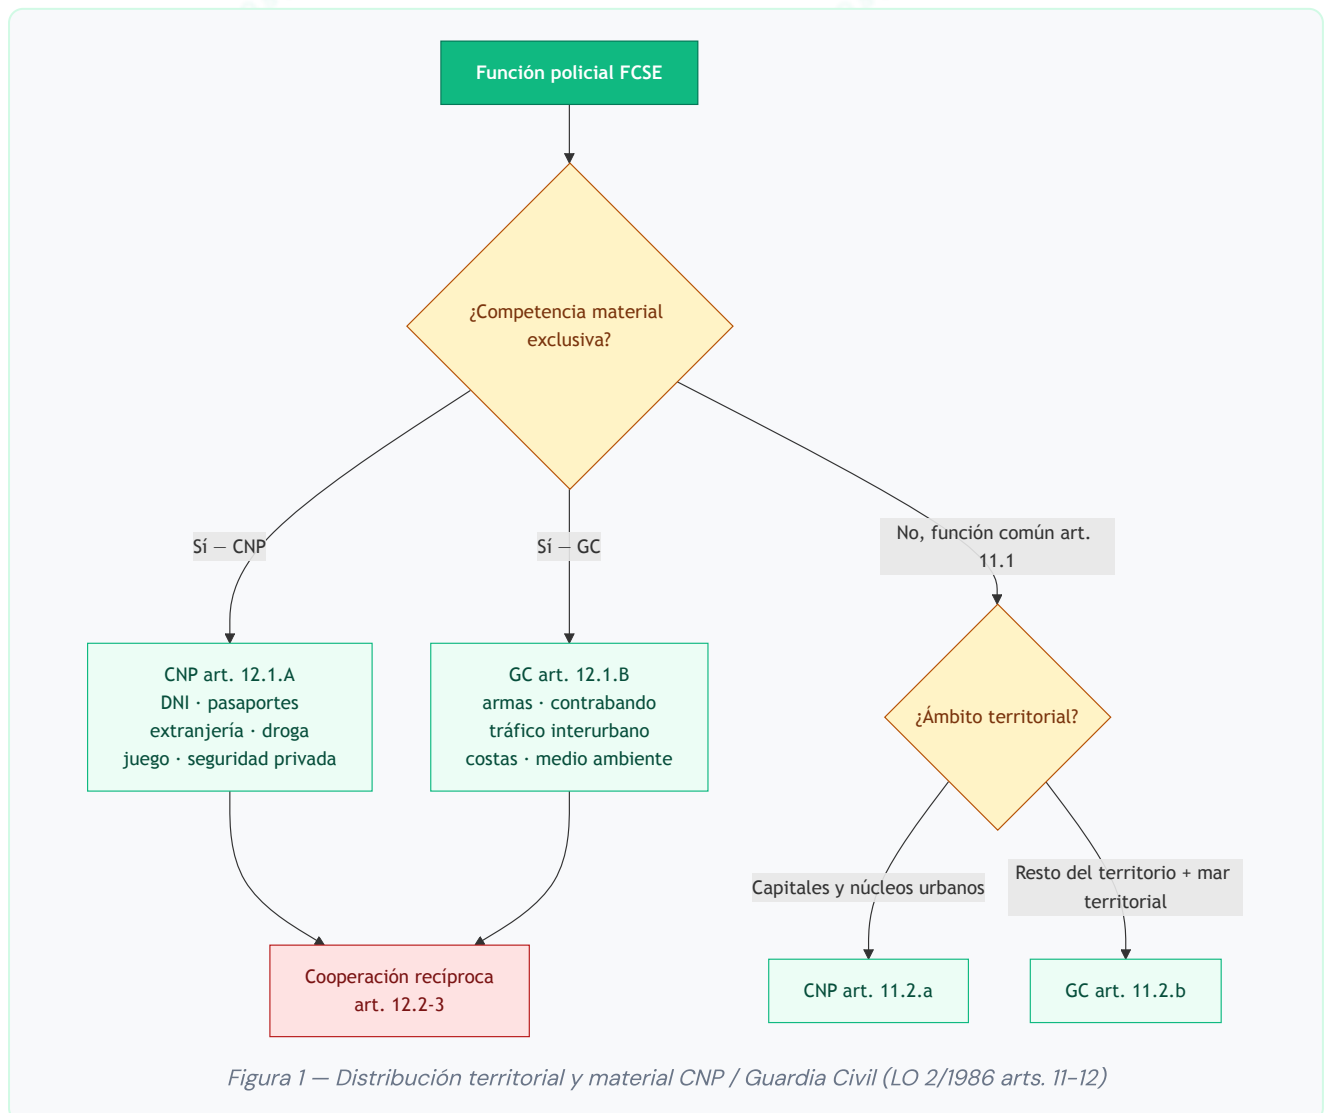 Función policial FCSE
¿Competencia material
exclusiva?
Sí – CNP
Sí – GC
No, función común art.
11.1
CNP art. 12.1.A
DNI · pasaportes
extranjería · droga
juego · seguridad privada
GC art. 12.1.B
armas · contrabando
tráfico interurbano
costas · medio ambiente
¿Ámbito territorial?
Capitales y núcleos urbanos
Resto del territorio + mar
territorial
Cooperación recíproca
art. 12.2-3
CNP art. 11.2.a
GC art. 11.2.b
Figura 1 — Distribución territorial y material CNP / Guardia Civil (LO 2/1986 arts. 11-12)